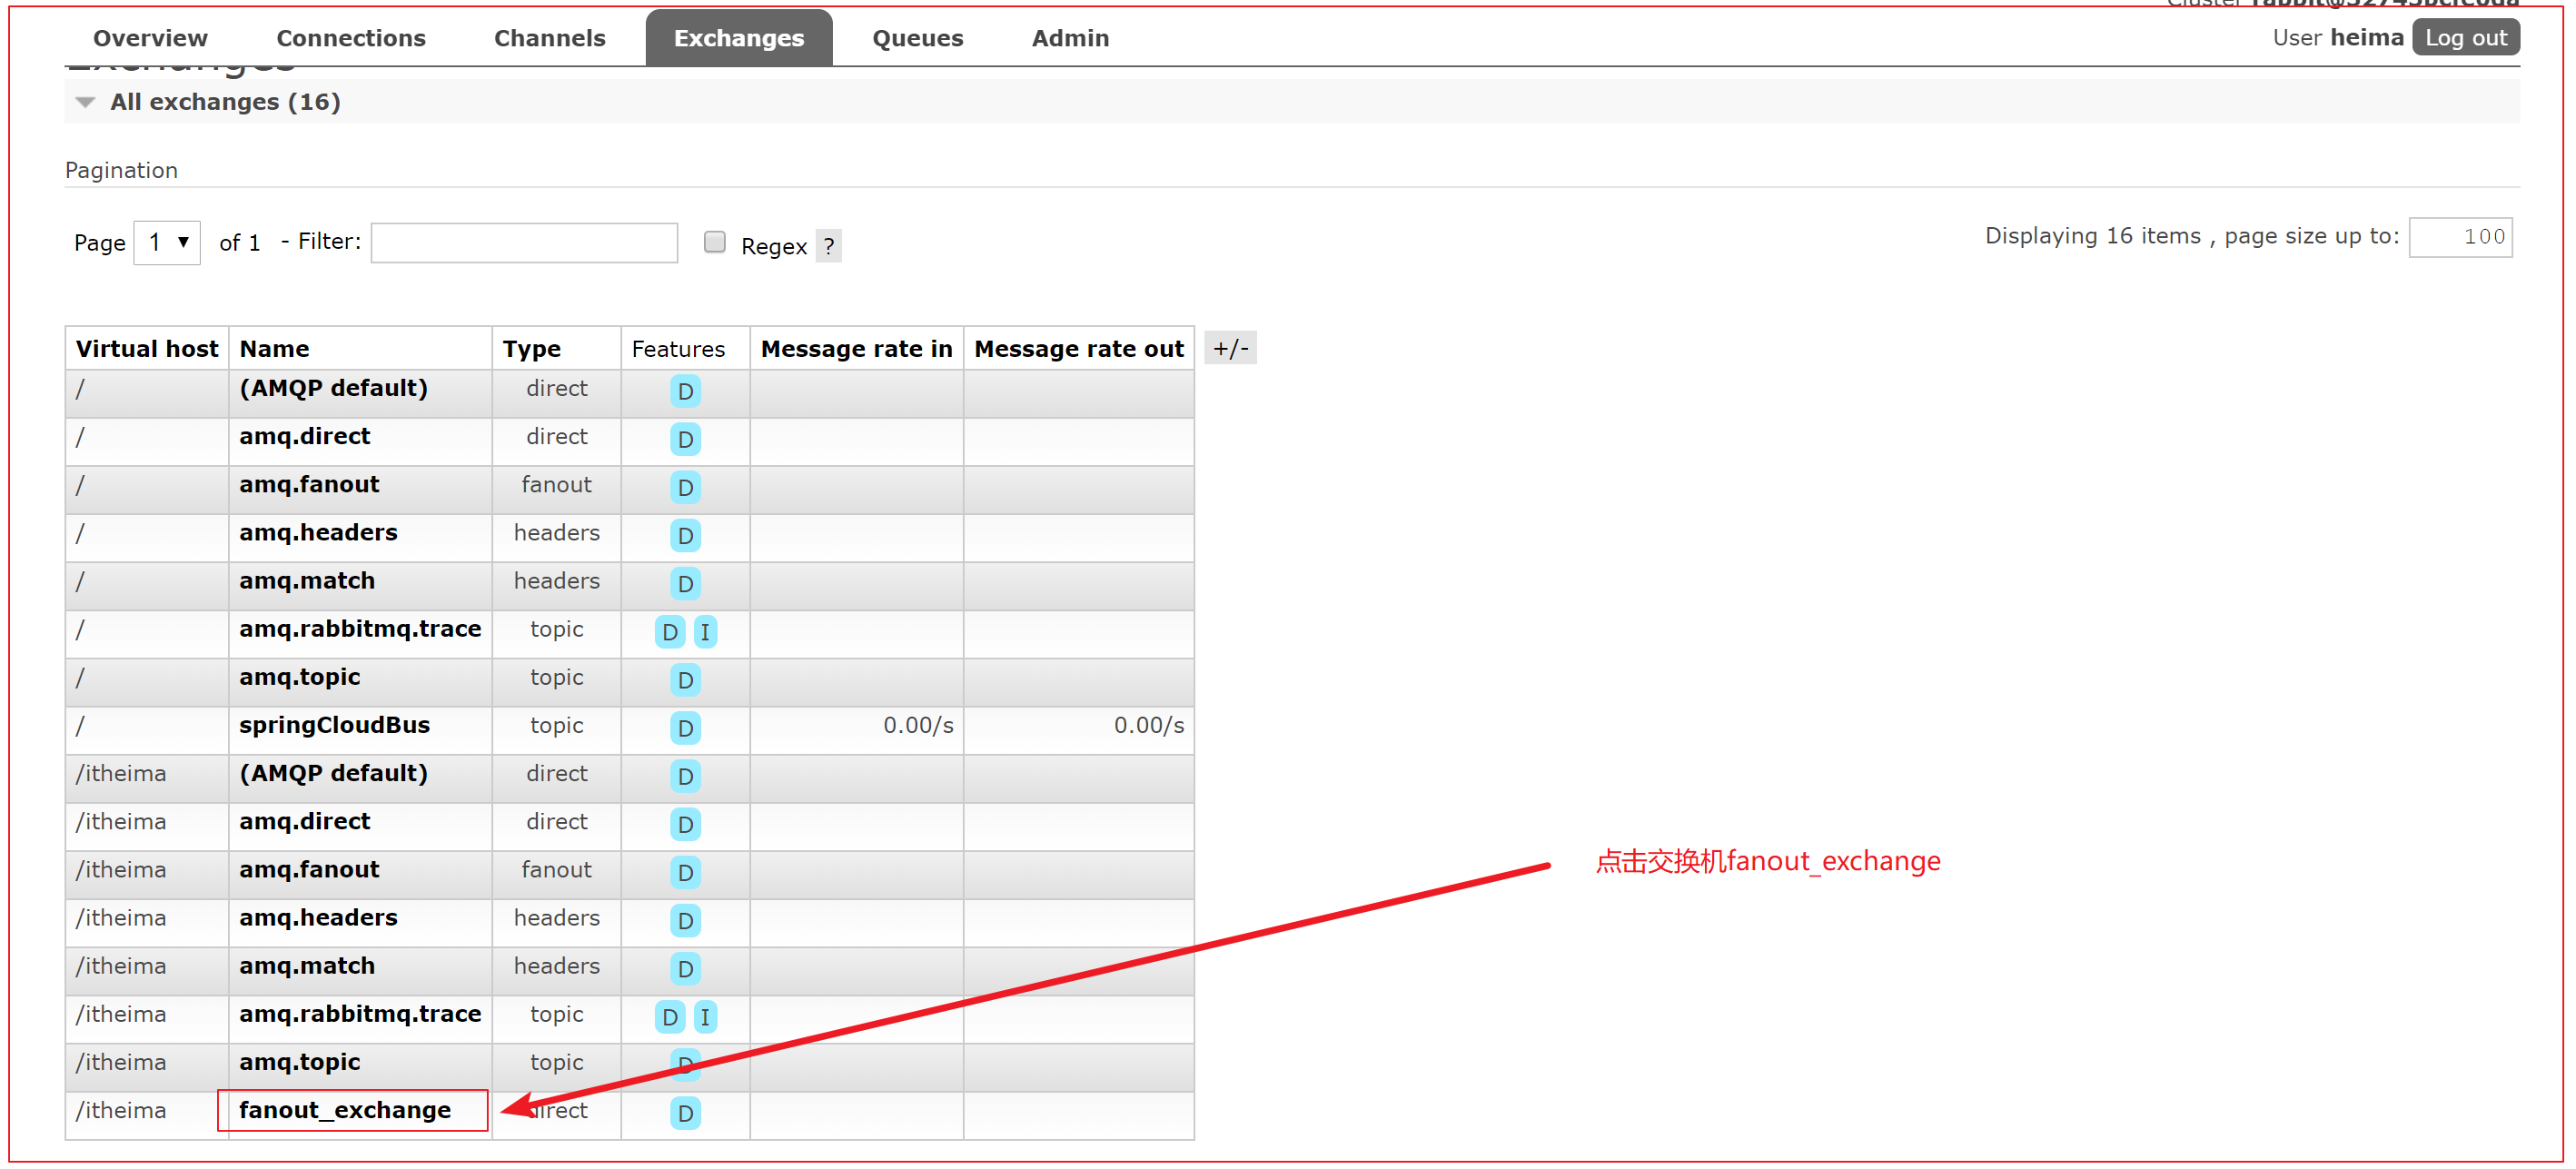 Overview Connections Channels Exchanges Queues Admin User heima Log out
Exchanges
All exchanges (16)
Pagination
Page 1 of 1 - Filter: Regex ? Displaying 16 items , page size up to: 100
Virtual host Name Type Features Message rate in Message rate out +/-
/ (AMQP default) direct D
/ amq.direct direct D
/ amq.fanout fanout D
/ amq.headers headers D
/ amq.match headers D
/ amq.rabbitmq.trace topic D I
/ amq.topic topic D
/ springCloudBus topic D 0.00/s 0.00/s
/itheima (AMQP default) direct D
/itheima amq.direct direct D
/itheima amq.fanout fanout D
点击交换机fanout_exchange
/itheima amq.headers headers D
/itheima amq.match headers D
/itheima amq.rabbitmq.trace topic D I
/itheima amq.topic topic D
/itheima fanout_exchange direct D